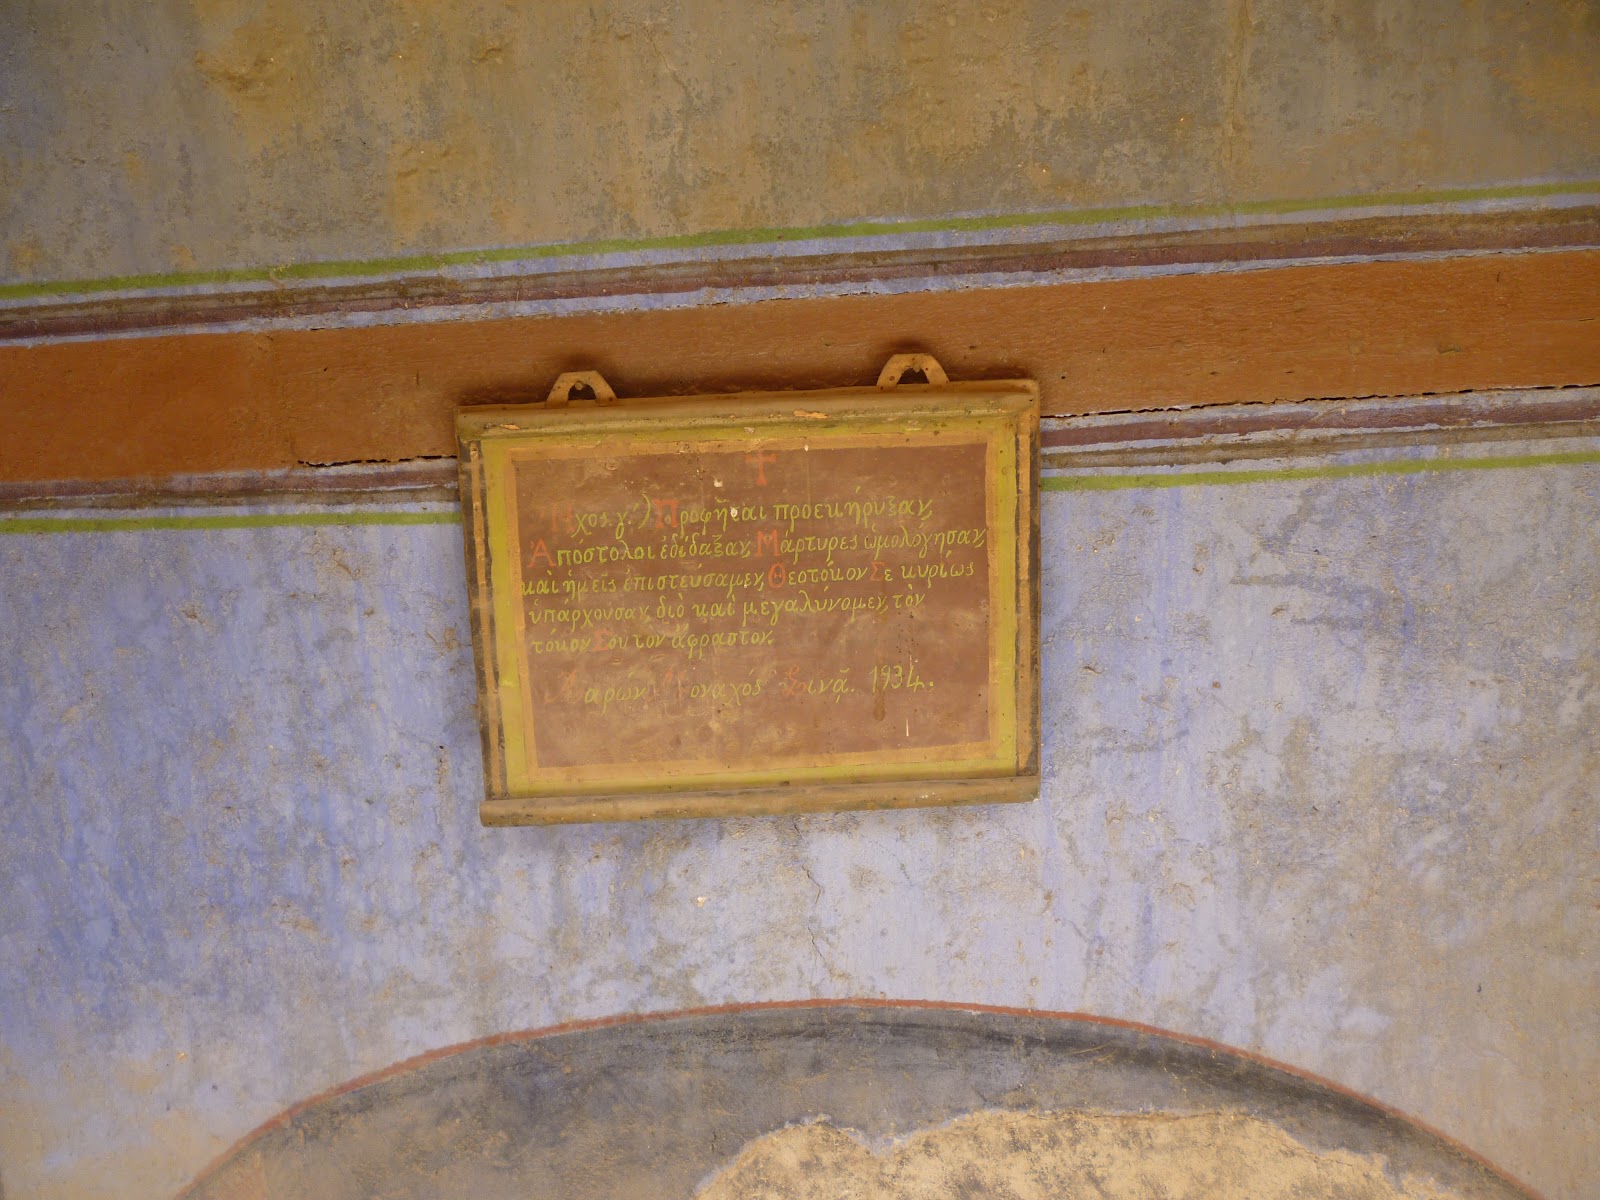 Ἦχος. γ.΄) Προφῆται προεκήρυξαν,
Ἀπόστολοι ἐδίδαξαν, Μάρτυρες ὡμολόγησαν,
καὶ ἡμεῖς ἐπιστεύσαμεν, Θεοτόκον Σε κυρίως
ὑπάρχουσαν, διὸ καὶ μεγαλύνομεν, τὸν
τόκον Σου τὸν ἄφραστον.
Ἀαρών Μοναχός Σινᾶ. 1934.